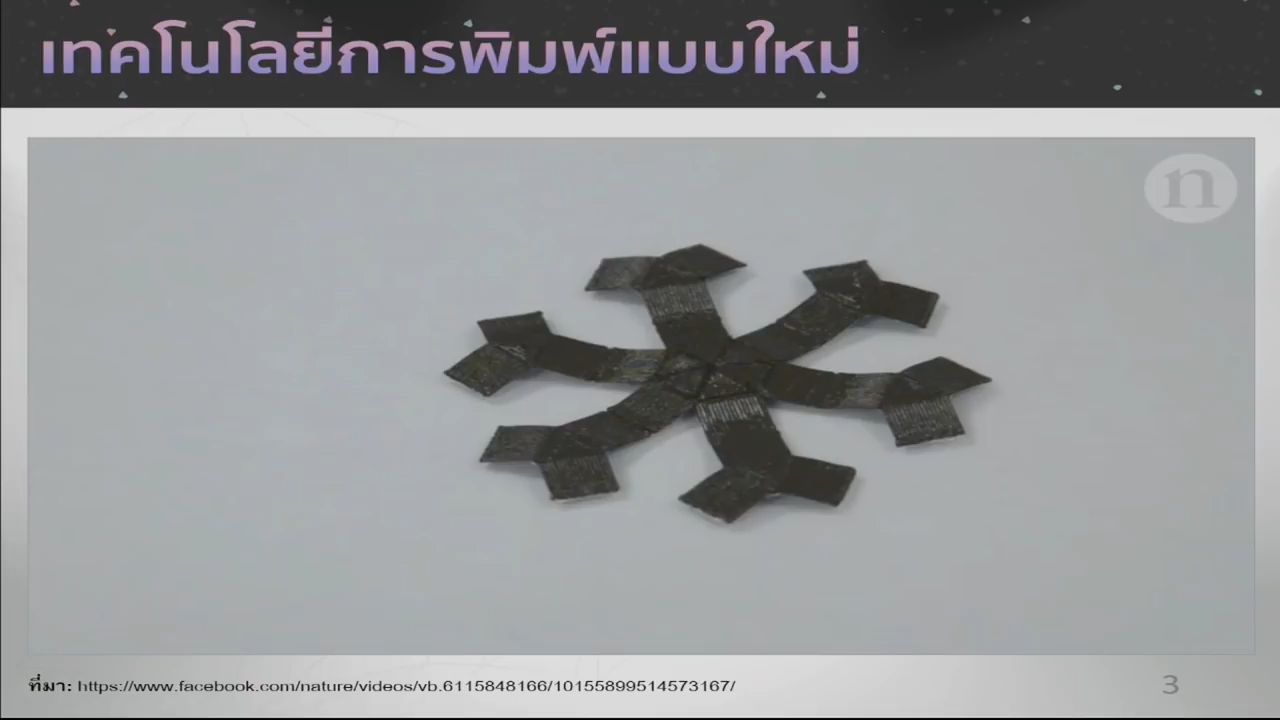 เทคโนโลยีการพิมพ์แบบใหม่
n
ที่มา: https://www.facebook.com/nature/videos/vb.6115848166/10155899514573167/
3